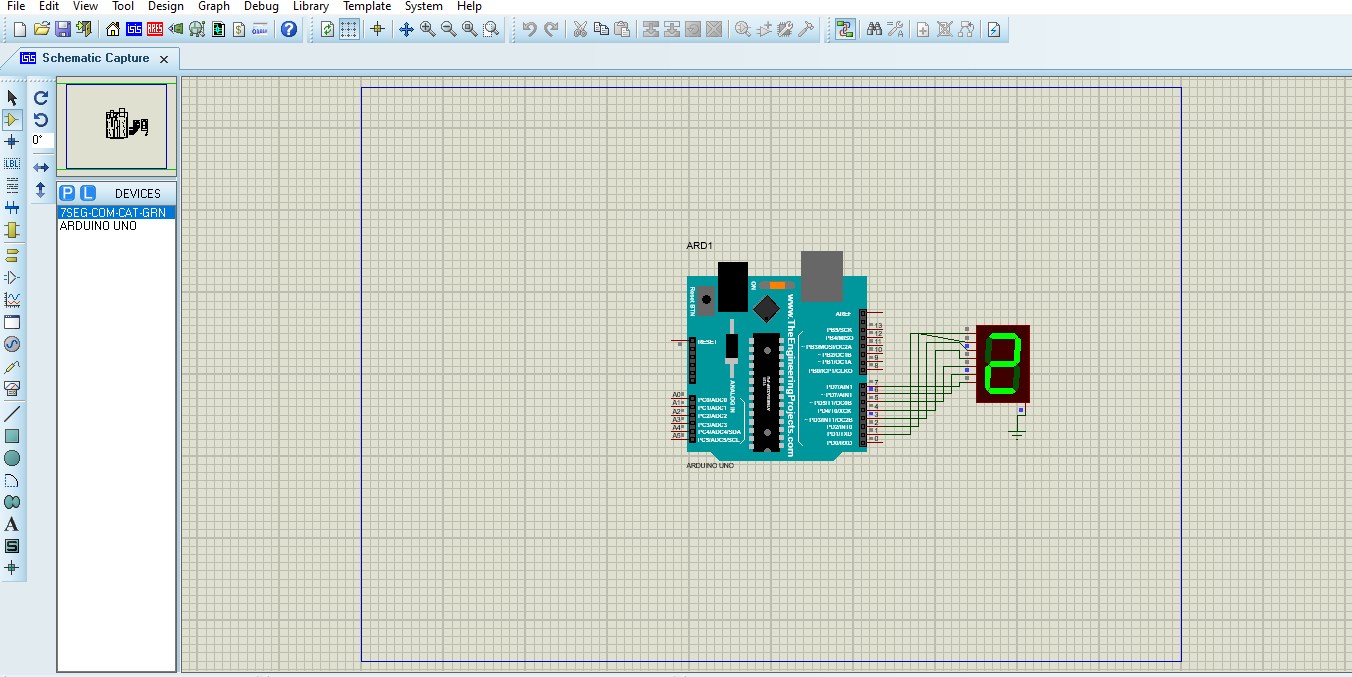 File Edit View Tool Design Graph Debug Library Template System Help
ISIS ARES $
Schematic Capture
0°
LBL
P L DEVICES
7SEG-COM-CAT-GRN
ARDUINO UNO
A
S
ARD1
ON
Reset BTN
www.TheEngineeringProjects.com
ANALOG IN
RESET
AREF
13
PB5/SCK
12
PB4/MISO
11
~ PB3/MOSI/OC2A
10
~ PB2/OC1B
9
~ PB1/OC1A
8
PB0/ICP1/CLKO
7
PD7/AIN1
6
5
4
PD4/T0/XCK
3
~ PD3/INT1/OC2B
2
PD2/INT0
1
PD1/TXD
0
PD0/RXD
A0 PC0/ADC0
A1 PC1/ADC1
A2 PC2/ADC2
A3 PC3/ADC3
A4 PC4/ADC4/SDA
A5 PC5/ADC5/SCL
ARDUINO UNO
2